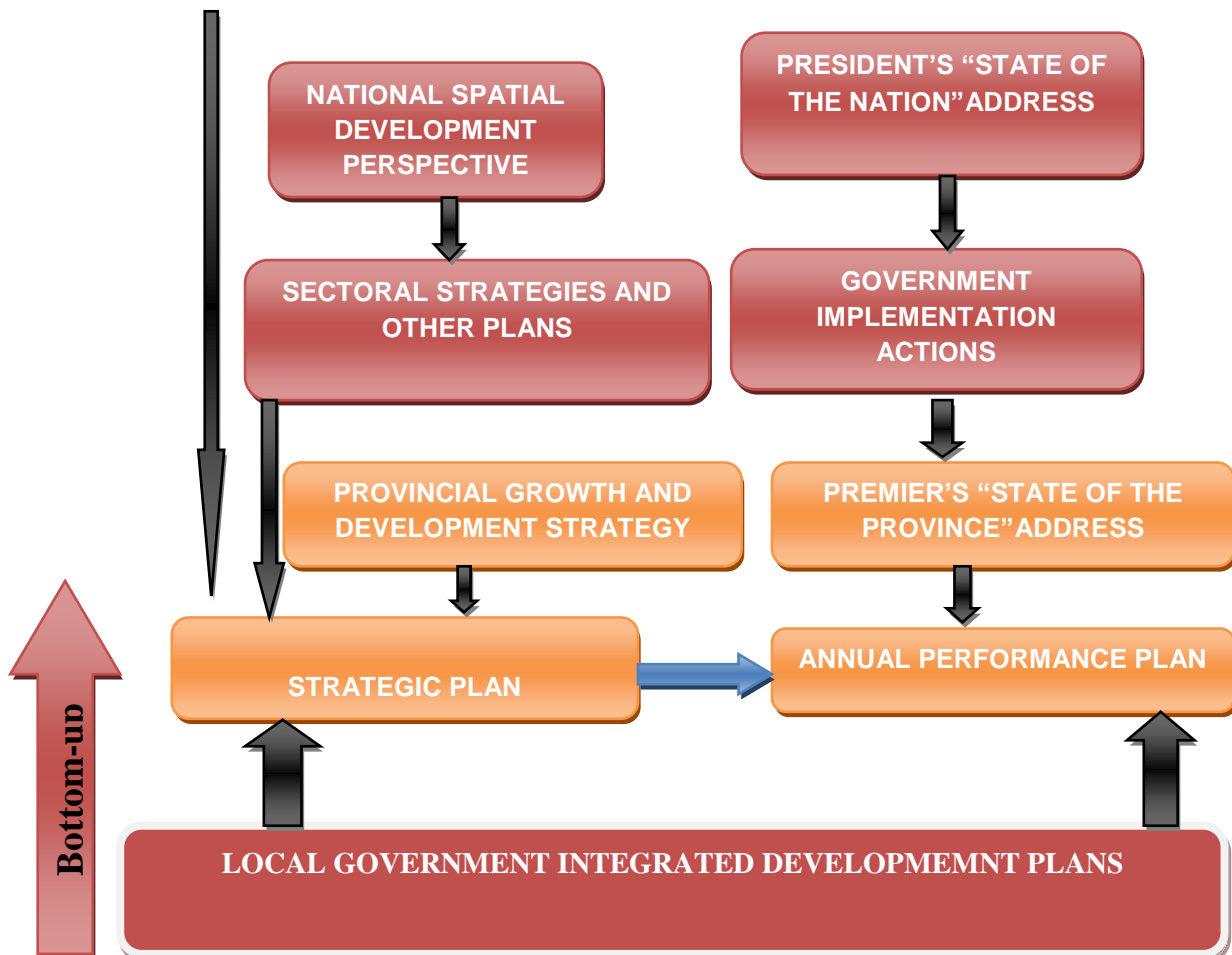 NATIONAL SPATIAL
DEVELOPMENT
PERSPECTIVE
PRESIDENT’S “STATE OF
THE NATION”ADDRESS
SECTORAL STRATEGIES AND
OTHER PLANS
GOVERNMENT
IMPLEMENTATION
ACTIONS
PROVINCIAL GROWTH AND
DEVELOPMENT STRATEGY
PREMIER’S “STATE OF THE
PROVINCE”ADDRESS
STRATEGIC PLAN
ANNUAL PERFORMANCE PLAN
Bottom-up
LOCAL GOVERNMENT INTEGRATED DEVELOPMEMNT PLANS